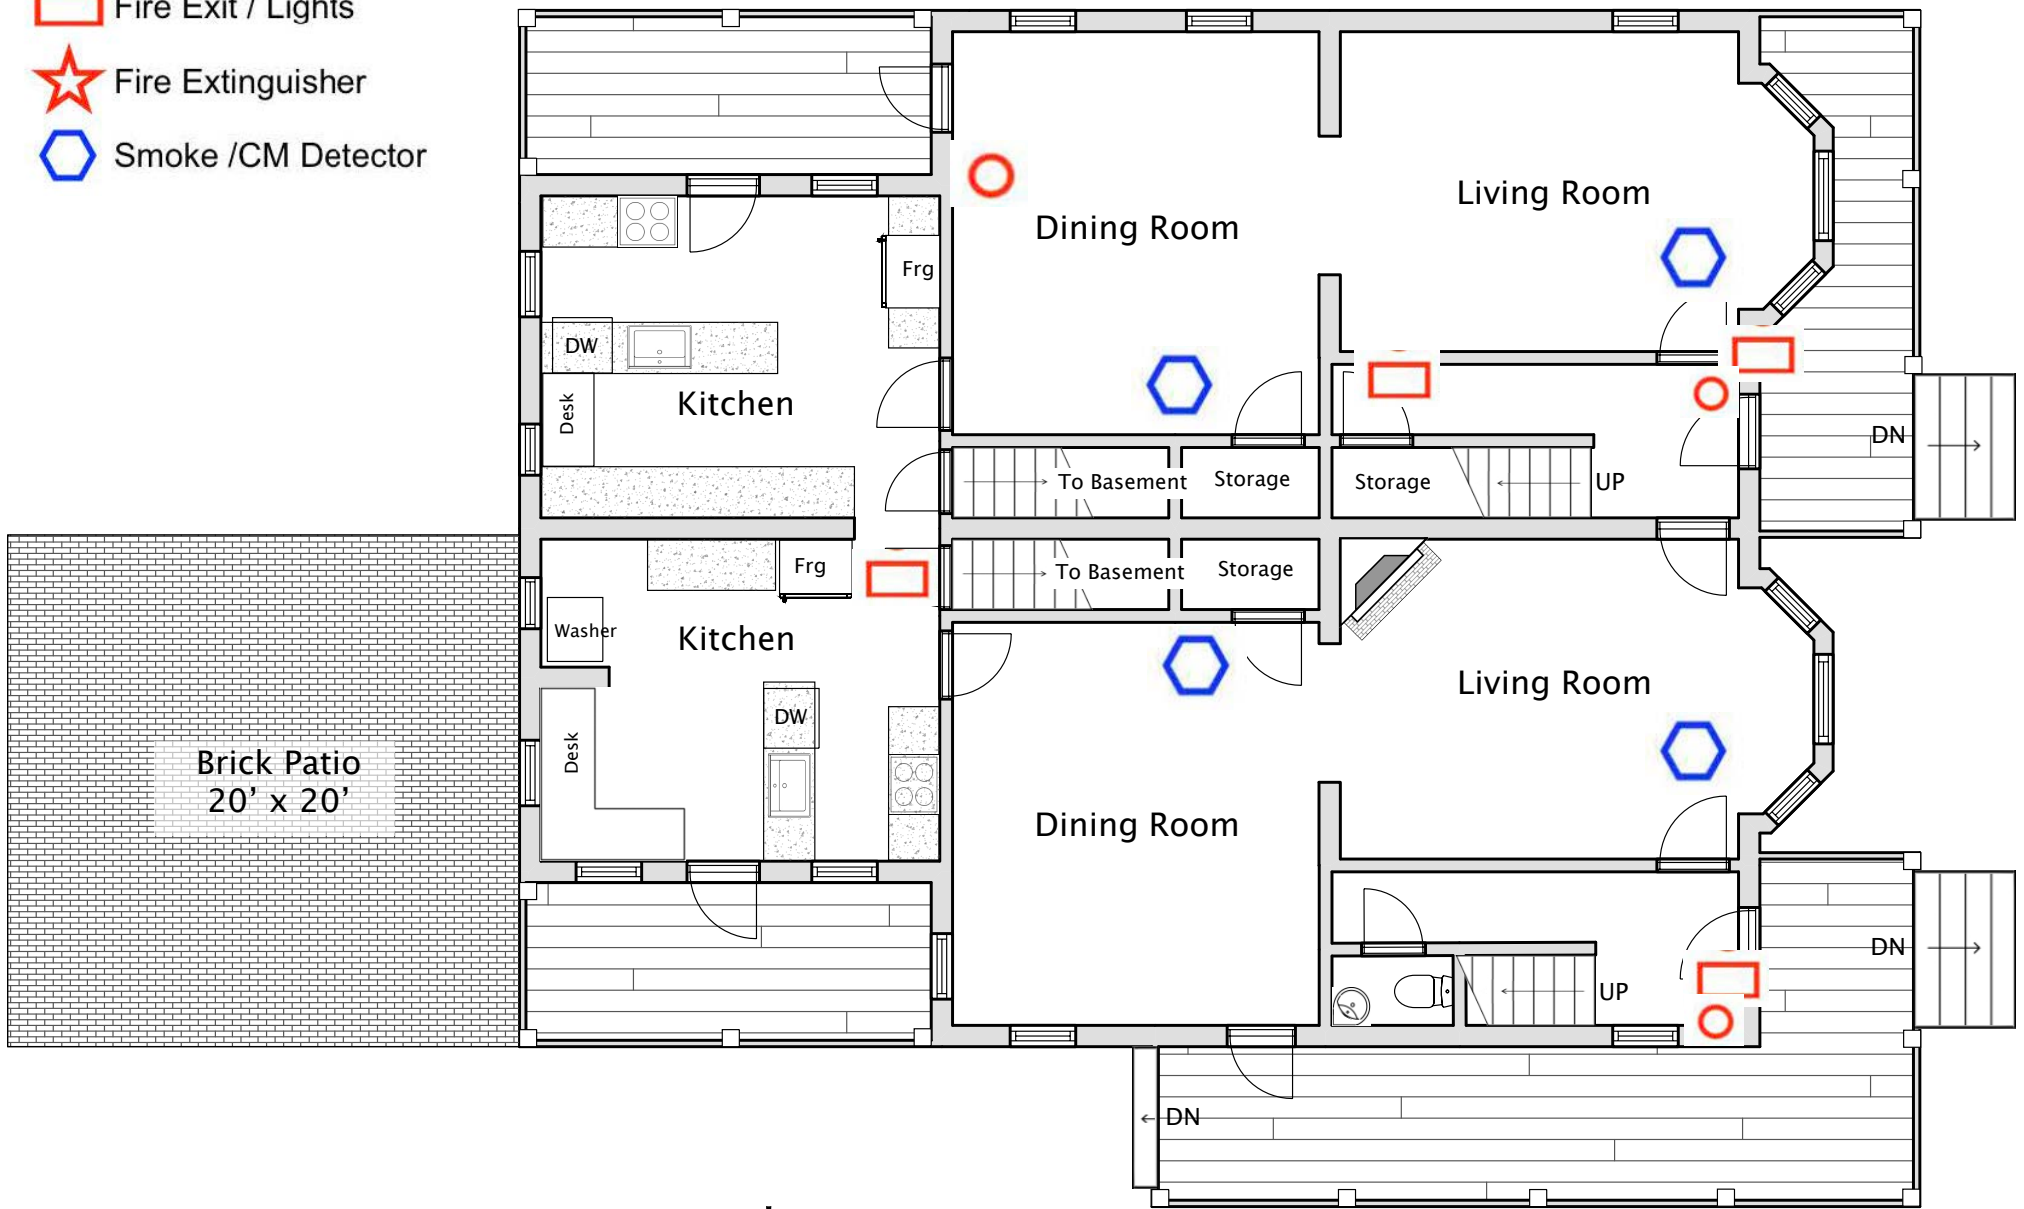 Fire Exit / Lights
Fire Extinguisher
Smoke /CM Detector
Living Room
Dining Room
Frg
DW
Kitchen
Desk
DN
To Basement
Storage
Storage
UP
Frg
To Basement
Storage
Washer
Kitchen
Living Room
DW
Desk
Brick Patio
20' x 20'
Dining Room
DN
UP
DN